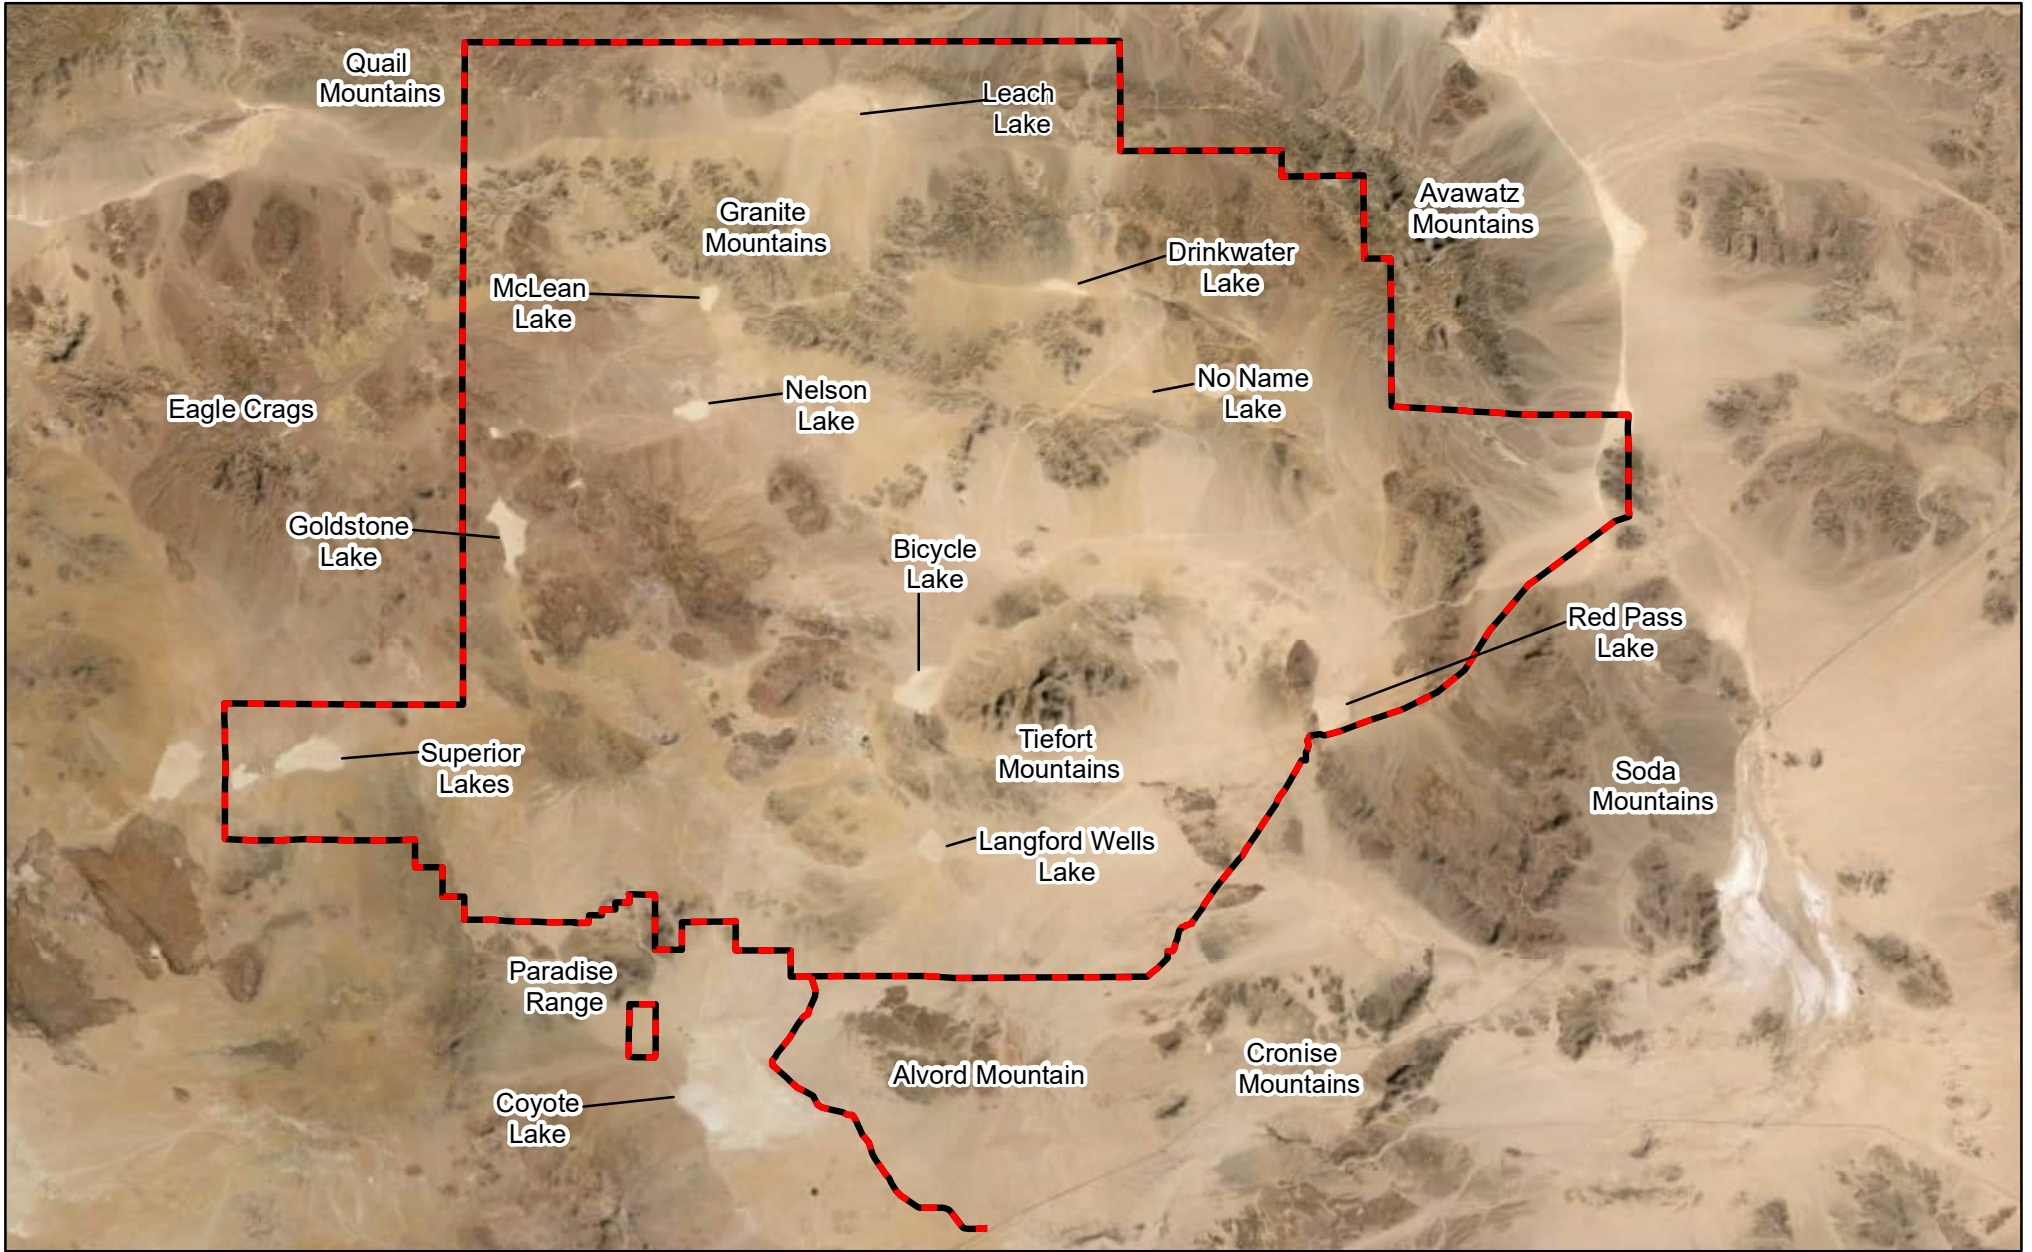 Quail
Mountains
Leach
Lake
Granite
Mountains
Avawatz
Mountains
Drinkwater
Lake
McLean
Lake
No Name
Lake
Nelson
Lake
Eagle Crags
Goldstone
Lake
Bicycle
Lake
Red Pass
Lake
Tiefort
Mountains
Superior
Lakes
Soda
Mountains
Langford Wells
Lake
Paradise
Range
Cronise
Mountains
Alvord Mountain
Coyote
Lake